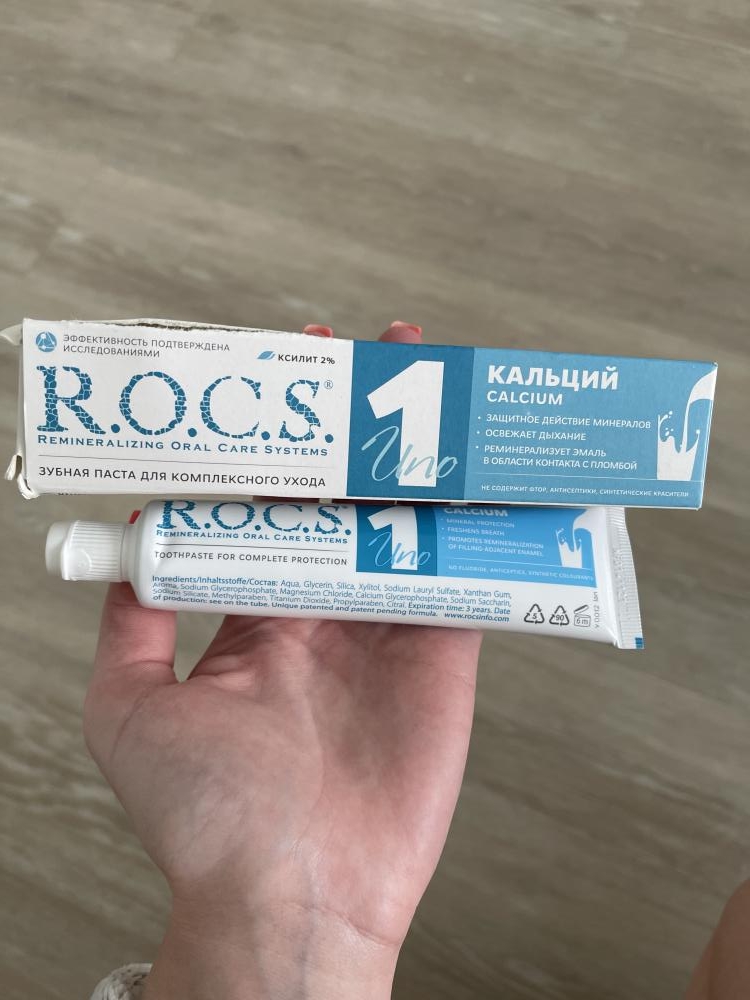 ЭФФЕКТИВНОСТЬ ПОДТВЕРЖДЕНА
ИССЛЕДОВАНИЯМИ
КСИЛИТ 2%
R.O.C.S.®
REMINERALIZING ORAL CARE SYSTEMS
ЗУБНАЯ ПАСТА ДЛЯ КОМПЛЕКСНОГО УХОДА
1
Uno
КАЛЬЦИЙ
CALCIUM
• ЗАЩИТНОЕ ДЕЙСТВИЕ МИНЕРАЛОВ
• ОСВЕЖАЕТ ДЫХАНИЕ
• РЕМИНЕРАЛИЗУЕТ ЭМАЛЬ
В ОБЛАСТИ КОНТАКТА С ПЛОМБОЙ
НЕ СОДЕРЖИТ ФТОР, АНТИСЕПТИКИ, СИНТЕТИЧЕСКИЕ КРАСИТЕЛИ
R.O.C.S.
REMINERALIZING ORAL CARE SYSTEMS
TOOTHPASTE FOR COMPLETE PROTECTION
1
Uno
CALCIUM
• MINERAL PROTECTION
• FRESHENS BREATH
• PROMOTES REMINERALIZATION
OF FILLING-ADJACENT ENAMEL
NO FLUORIDE, ANTISEPTICS, SYNTHETIC COLOURANTS
Ingredients/Inhaltsstoffe/Состав: Aqua, Glycerin, Silica, Xylitol, Sodium Lauryl Sulfate, Xanthan Gum,
Aroma, Sodium Glycerophosphate, Magnesium Chloride, Calcium Glycerophosphate, Sodium Saccharin,
Sodium Silicate, Methylparaben, Titanium Dioxide, Propylparaben, Citral. Expiration time: 3 years. Date
of production: see on the tube. Unique patented and patent pending formula. www.rocsinfo.com
5
90
6 m
V 0.012